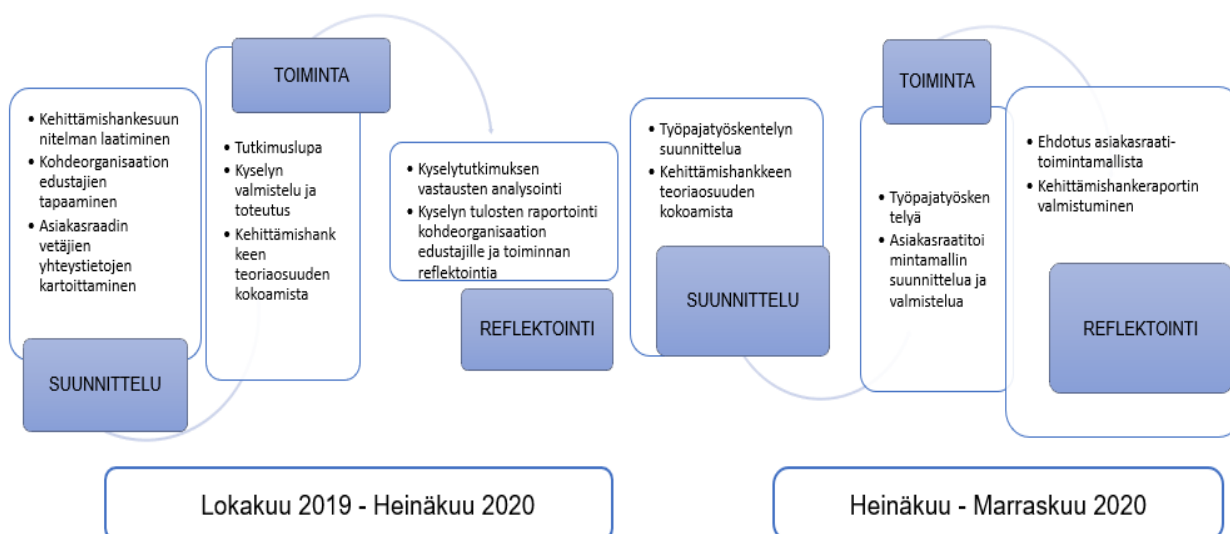 SUUNNITTELU
• Kehittämishankesuun
nitelman laatiminen
• Kohdeorganisaation
edustajien
tapaaminen
• Asiakasraadin
vetäjien
yhteystietojen
kartoittaminen
TOIMINTA
• Tutkimuslupa
• Kyselyn
valmistelu ja
toteutus
• Kehittämishank
keen
teoriaosuuden
kokoamista
• Kyselytutkimuksen
vastausten analysointi
• Kyselyn tulosten raportointi
kohdeorganisaation
edustajille ja toiminnan
reflektointia
REFLEKTOINTI
• Työpajatyöskentelyn
suunnittelua
• Kehittämishankkeen
teoriaosuuden
kokoamista
SUUNNITTELU
TOIMINTA
• Työpajatyösken
telyä
• Asiakasraatitoi
mintamallin
suunnittelua ja
valmistelua
• Ehdotus asiakasraati-
toimintamallista
• Kehittämishankeraportin
valmistuminen
REFLEKTOINTI
Lokakuu 2019 - Heinäkuu 2020
Heinäkuu - Marraskuu 2020